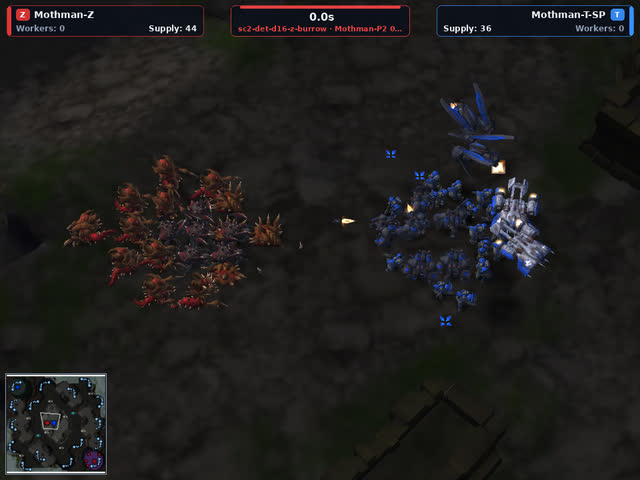 Z Mothman-Z
Workers: 0 Supply: 44
0.0s
sc2-det-d16-z-burrow · Mothman-P2 0...
Mothman-T-SP T
Supply: 36 Workers: 0